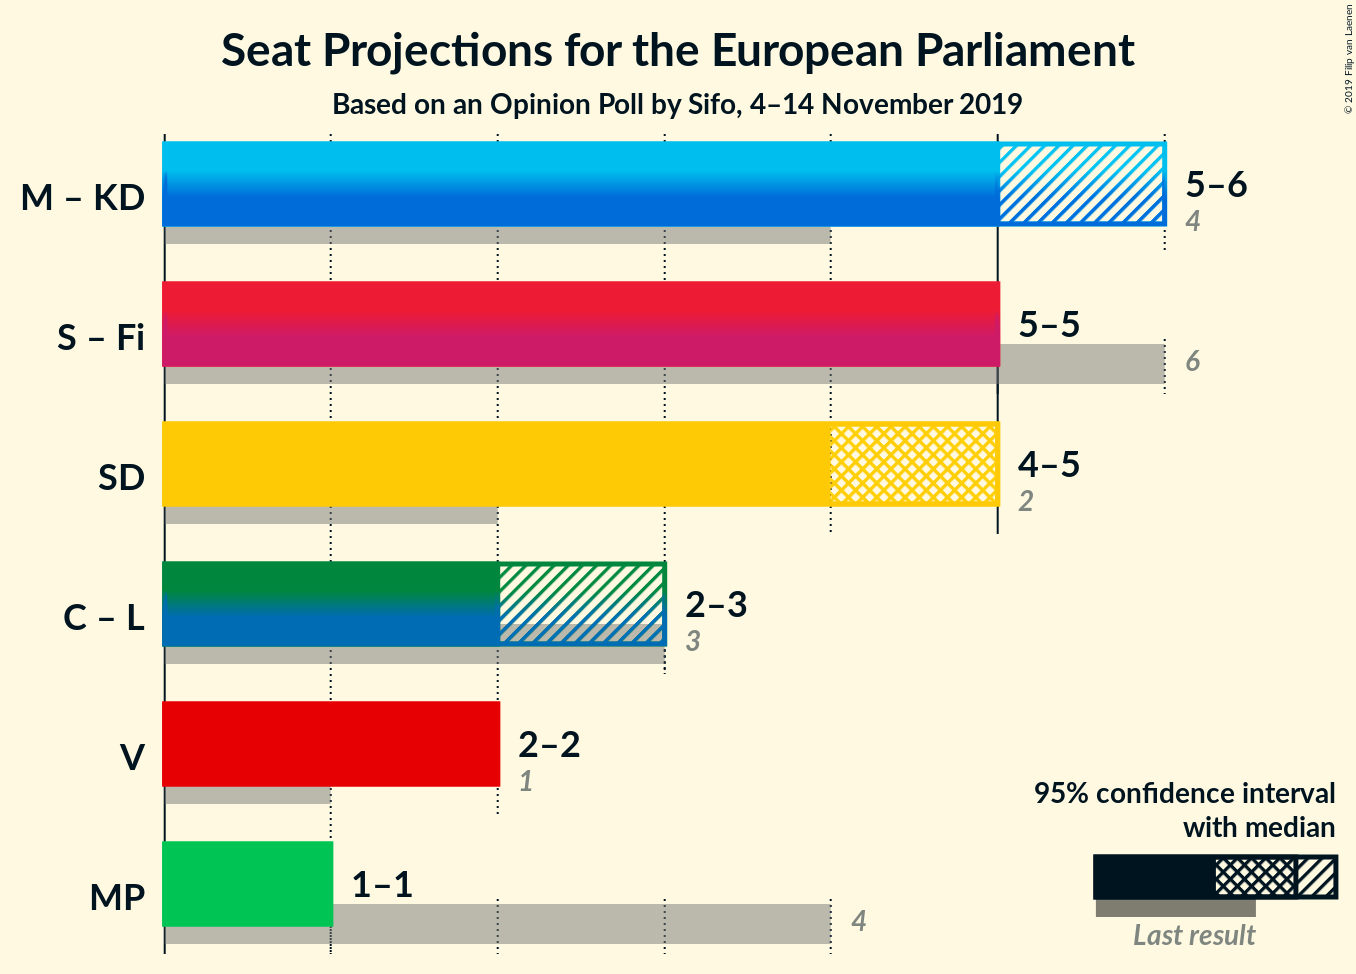 Seat Projections for the European Parliament
Based on an Opinion Poll by Sifo, 4–14 November 2019
© 2019 Filip van Laenen
M – KD
5–6
4
S – Fi
5–5
6
SD
4–5
2
C – L
2–3
3
V
2–2
1
MP
1–1
4
95% confidence interval
with median
Last result